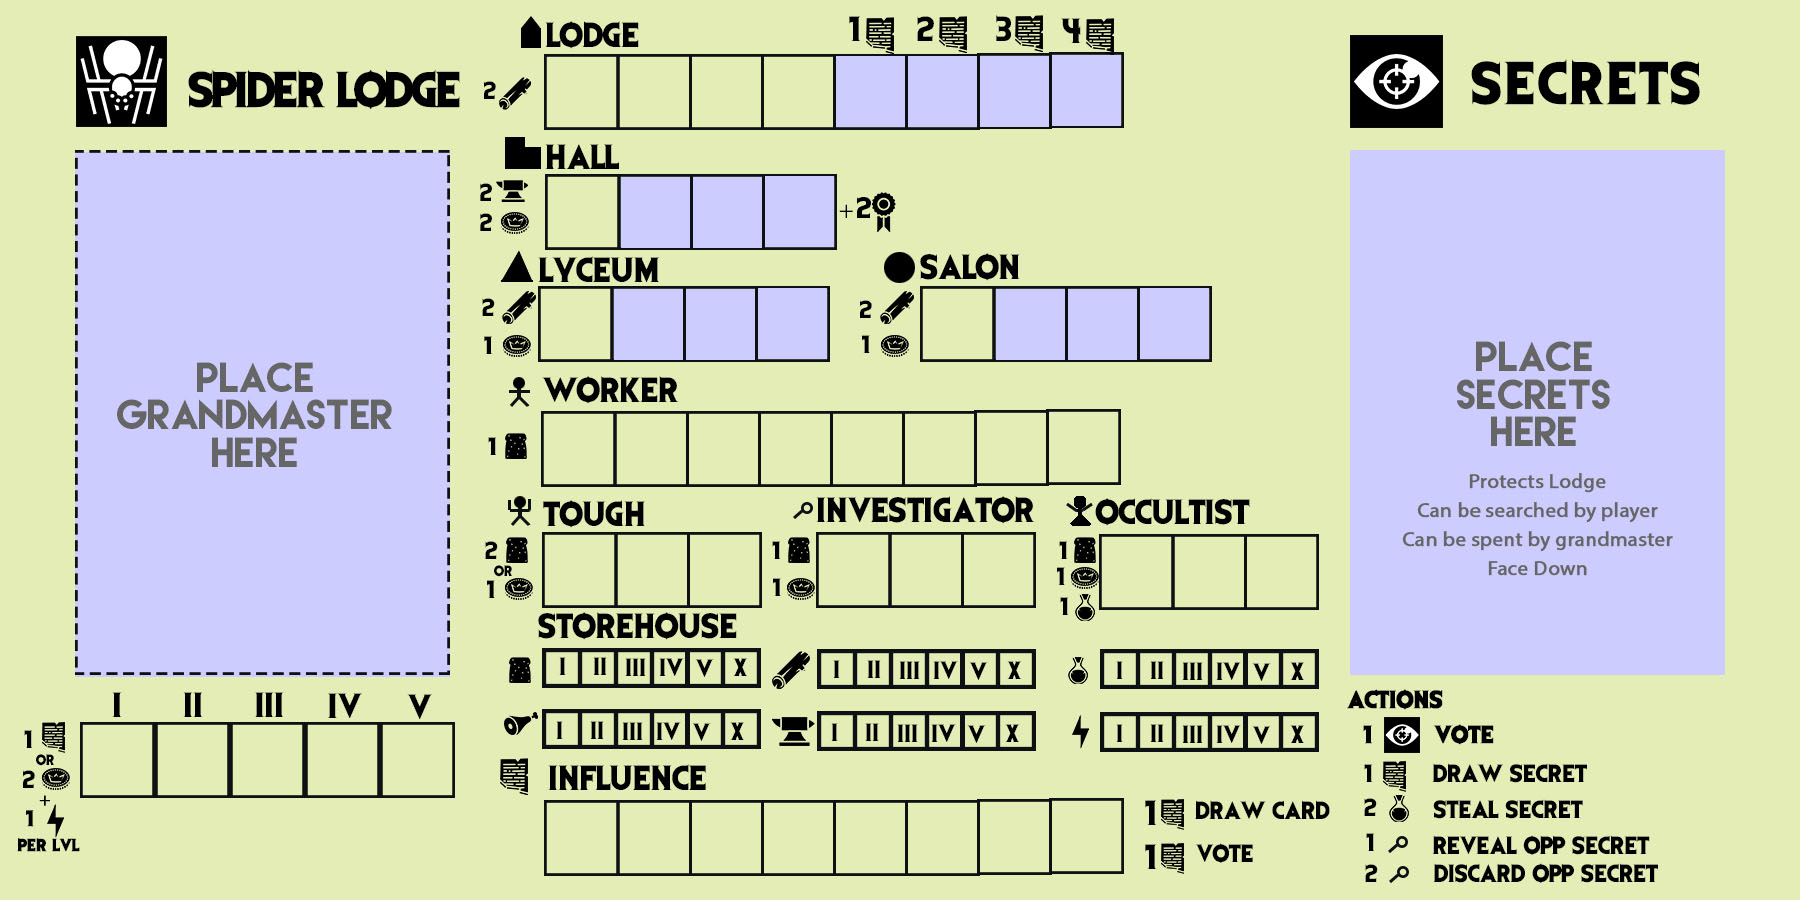 SPIDER LODGE
PLACE
GRANDMASTER
HERE
I II III IV V
1
OR
2
+
1
PER LVL
LODGE
1 2 3 4
2
HALL
2
2
+2
LYCEUM
2
1
SALON
2
1
WORKER
1
TOUGH
2
OR
1
INVESTIGATOR
1
1
OCCULTIST
1
1
1
STOREHOUSE
I II III IV V X
I II III IV V X
I II III IV V X
I II III IV V X
I II III IV V X
I II III IV V X
INFLUENCE
1 DRAW CARD
1 VOTE
SECRETS
PLACE
SECRETS
HERE
Protects Lodge
Can be searched by player
Can be spent by grandmaster
Face Down
ACTIONS
1 VOTE
1 DRAW SECRET
2 STEAL SECRET
1 REVEAL OPP SECRET
2 DISCARD OPP SECRET